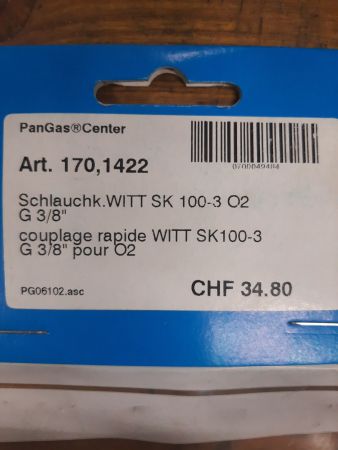 PanGas®Center
0700049484
Art. 170,1422
Schlauchk.WITT SK 100-3 O2
G 3/8"
couplage rapide WITT SK100-3
G 3/8" pour O2
PG06102.asc
CHF 34.80